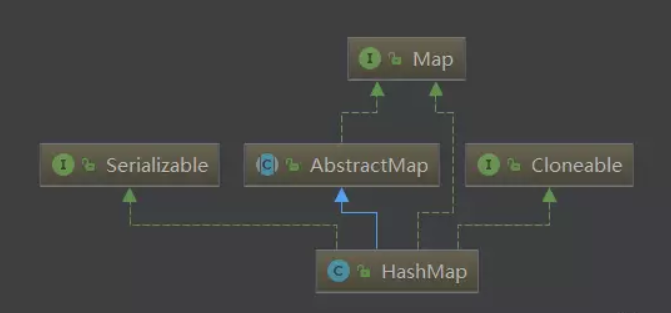 I Map
I Serializable
C AbstractMap
I Cloneable
C HashMap